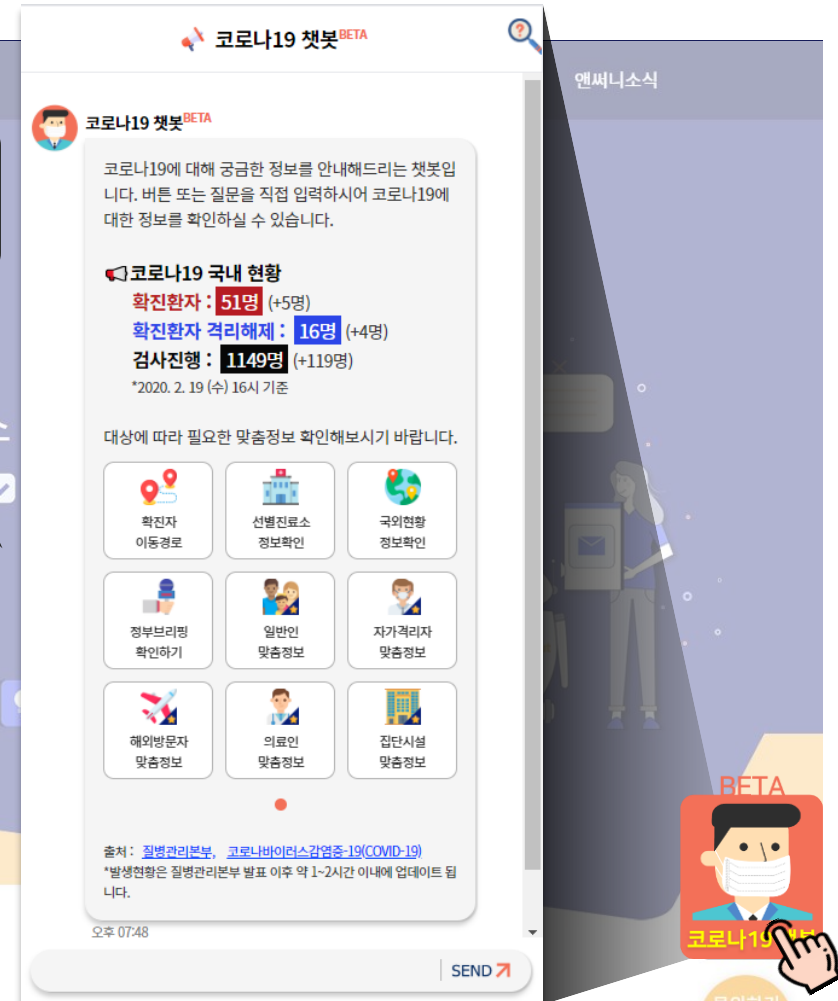 코로나19 챗봇BETA
앤써니소식
코로나19 챗봇BETA
코로나19에 대해 궁금한 정보를 안내해드리는 챗봇입
니다. 버튼 또는 질문을 직접 입력하시어 코로나19에
대한 정보를 확인하실 수 있습니다.
코로나19 국내 현황
확진환자 : 51명 (+5명)
확진환자 격리해제 : 16명 (+4명)
검사진행 : 1149명 (+119명)
*2020. 2. 19 (수) 16시 기준
대상에 따라 필요한 맞춤정보 확인해보시기 바랍니다.
확진자 선별진료소 국외현황
이동경로 정보확인 정보확인
정부브리핑 일반인 자가격리자
확인하기 맞춤정보 맞춤정보
해외방문자 의료인 집단시설
맞춤정보 맞춤정보 맞춤정보
출처 : 질병관리본부, 코로나바이러스감염증-19(COVID-19)
*발생현황은 질병관리본부 발표 이후 약 1~2시간 이내에 업데이트 됩
니다.
오후 07:48
SEND
BETA
코로나19